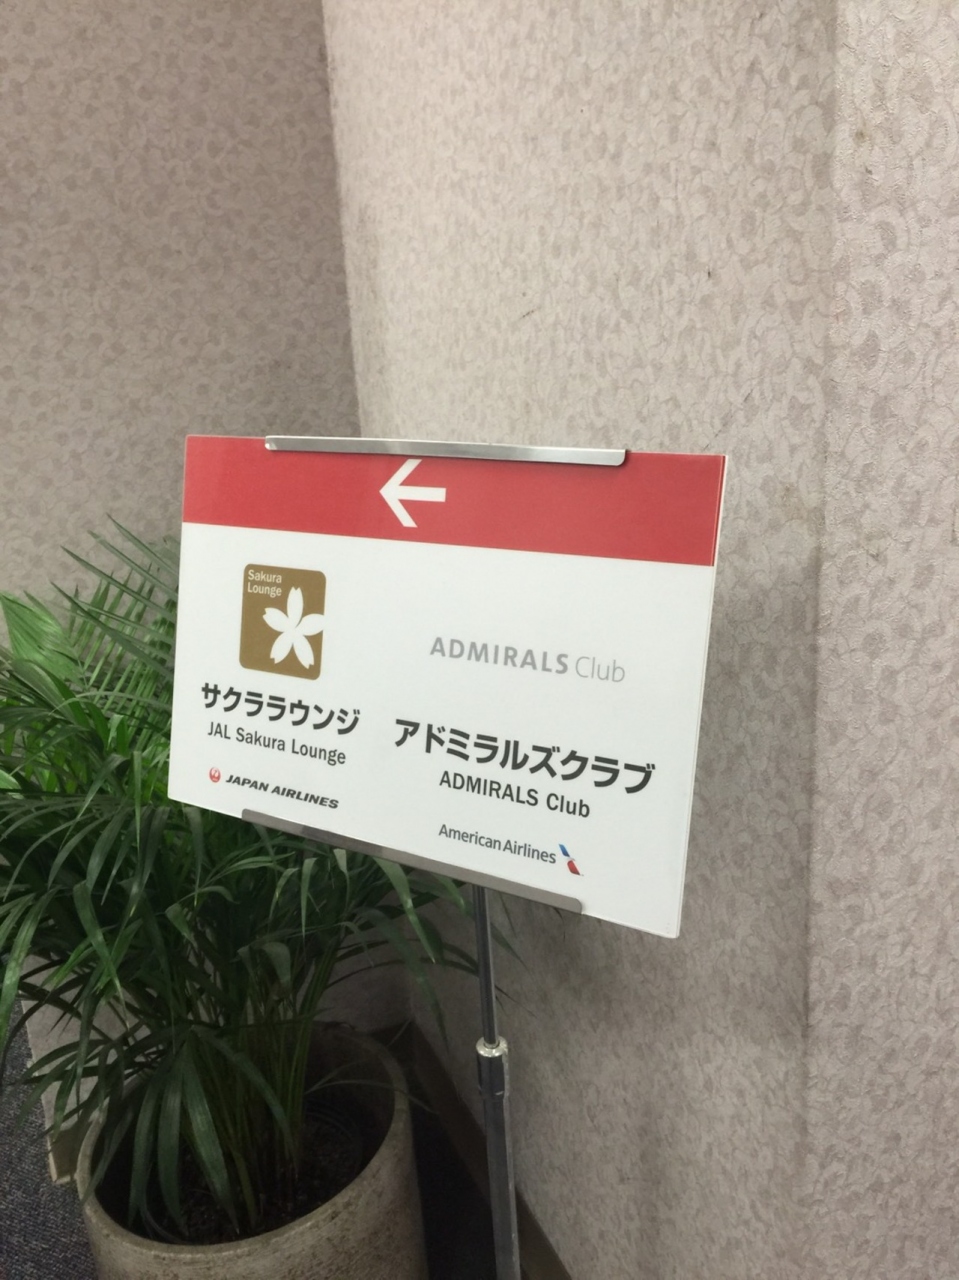 Sakura
Lounge
サクララウンジ
JAL Sakura Lounge
JAPAN AIRLINES
ADMIRALS Club
アドミラルズクラブ
ADMIRALS Club
American Airlines